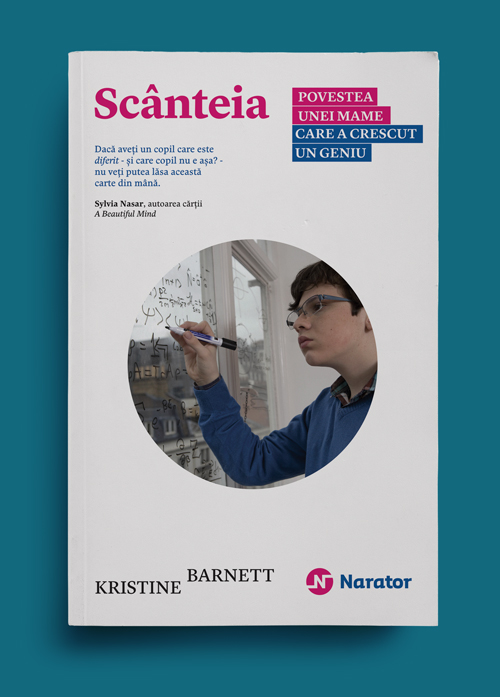 Scânteia
POVESTEA
UNEI MAME
CARE A CRESCUT
UN GENIU
Dacă aveți un copil care este
diferit - și care copil nu e așa? -
nu veți putea lăsa această
carte din mână.
Sylvia Nasar, autoarea cărții
A Beautiful Mind
KRISTINE BARNETT
Narator